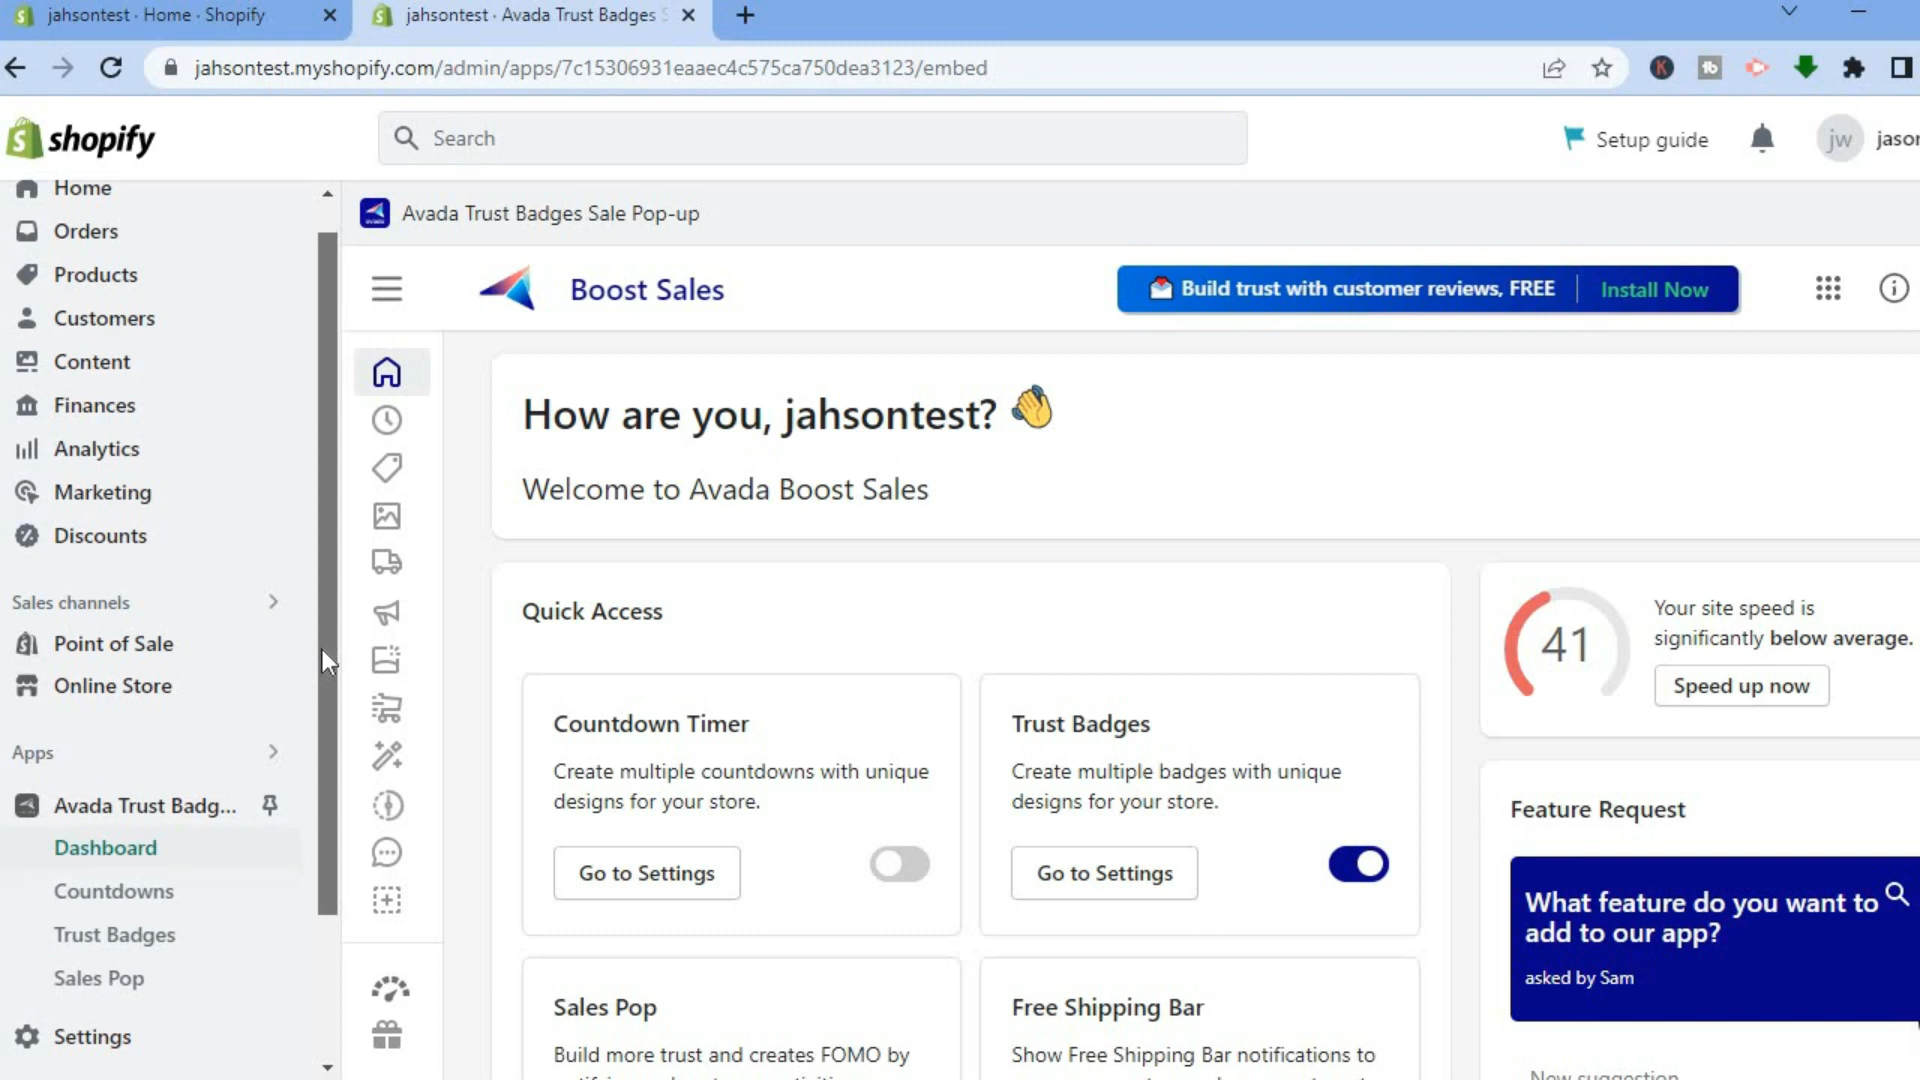 jahsontest · Home · Shopify
jahsontest · Avada Trust Badges S
jahsontest.myshopify.com/admin/apps/7c15306931eaaec4c575ca750dea3123/embed
shopify
Search
Setup guide
jw
jason
Home
Orders
Products
Customers
Content
Finances
Analytics
Marketing
Discounts
Sales channels
Point of Sale
Online Store
Apps
Avada Trust Badg...
Dashboard
Countdowns
Trust Badges
Sales Pop
Settings
Avada Trust Badges Sale Pop-up
Boost Sales
Build trust with customer reviews, FREE
Install Now
How are you, jahsontest?
Welcome to Avada Boost Sales
Quick Access
Countdown Timer
Create multiple countdowns with unique
designs for your store.
Go to Settings
Trust Badges
Create multiple badges with unique
designs for your store.
Go to Settings
Sales Pop
Build more trust and creates FOMO by
Free Shipping Bar
Show Free Shipping Bar notifications to
41
Your site speed is
significantly below average.
Speed up now
Feature Request
What feature do you want to
add to our app?
asked by Sam
New suggestion